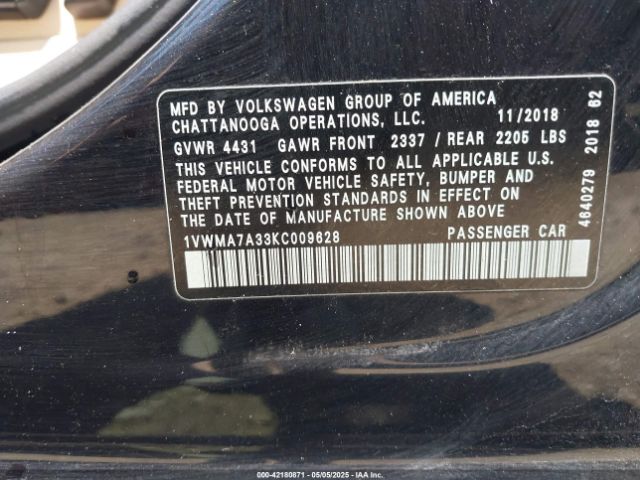 MFD BY VOLKSWAGEN GROUP OF AMERICA
CHATTANOOGA OPERATIONS, LLC. 11/2018
GVWR 4431 GAWR FRONT 2337 / REAR 2205 LBS
THIS VEHICLE CONFORMS TO ALL APPLICABLE U.S.
FEDERAL MOTOR VEHICLE SAFETY, BUMPER AND
THEFT PREVENTION STANDARDS IN EFFECT ON
THE DATE OF MANUFACTURE SHOWN ABOVE
1VWMA7A33KC009628 PASSENGER CAR
4640279 2018 62
000-42180871 - 05/05/2025 - IAA Inc.